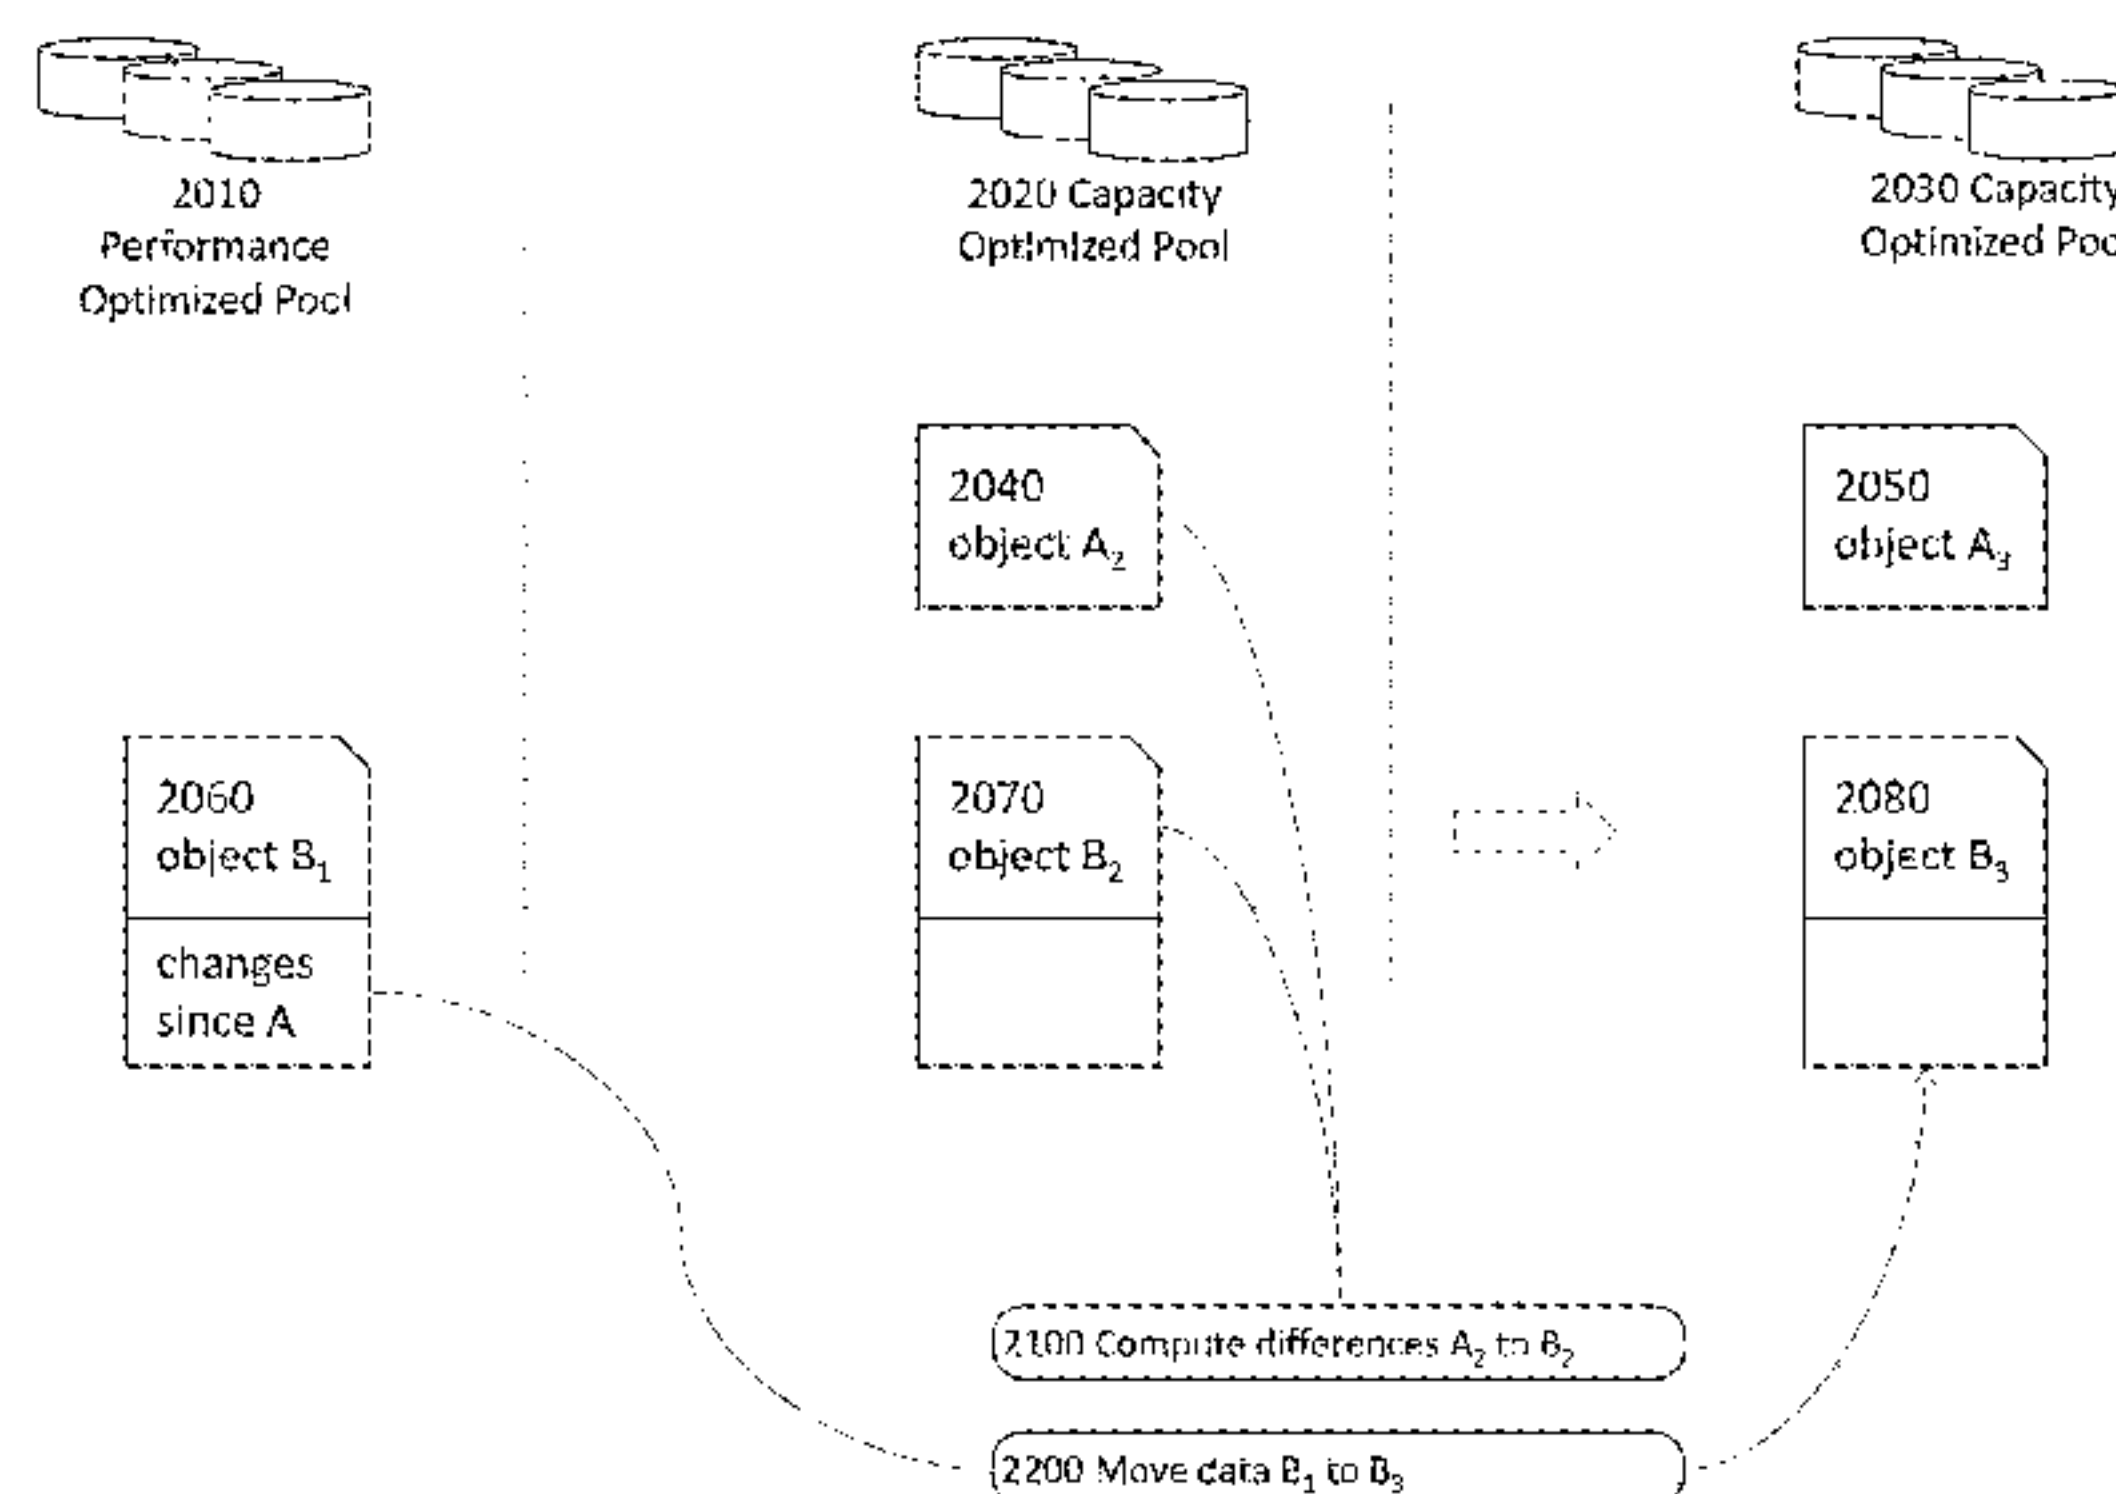 2010
Performance
Optimized Pool
2020 Capacity
Optimized Pool
2030 Capacity
Optimized Poo
2040
object A₂
2050
object A₃
2060
object B₁
changes
since A
2070
object B₂
2080
object B₃
2100 Compute differences A₂ to B₂
2200 Move data B₁ to B₃